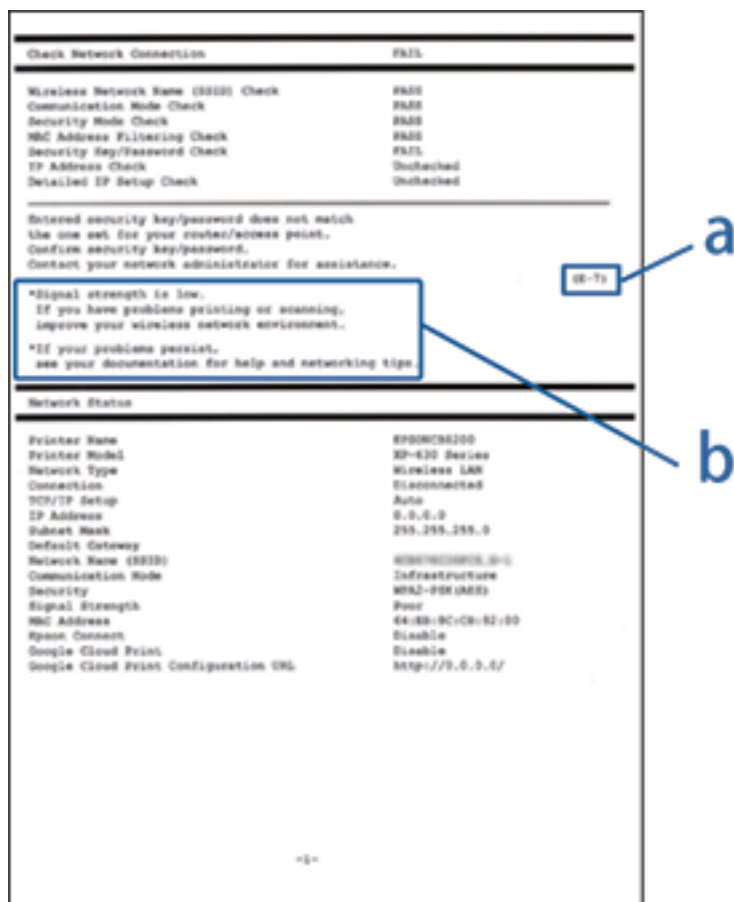 Check Network Connection FAIL
Wireless Network Name (SSID) Check PASS
Communication Mode Check PASS
Security Mode Check PASS
MAC Address Filtering Check PASS
Security Key/Password Check FAIL
IP Address Check Unchecked
Detailed IP Setup Check Unchecked
Entered security key/password does not match
the one set for your router/access point.
Confirm security key/password.
Contact your network administrator for assistance.
(E-7)
a
*Signal strength is low.
If you have problems printing or scanning,
improve your wireless network environment.
*If your problems persist,
see your documentation for help and networking tips.
b
Network Status
Printer Name
Printer Model XP-630 Series
Network Type Wireless LAN
Connection Disconnected
TCP/IP Setup Auto
IP Address 0.0.0.0
Subnet Mask 255.255.255.0
Default Gateway
Network Name (SSID)
Communication Mode Infrastructure
Security WPA2-PSK(AES)
Signal Strength Poor
MAC Address
Epson Connect Disable
Google Cloud Print Disable
Google Cloud Print Configuration URL http://0.0.0.0/
-1-